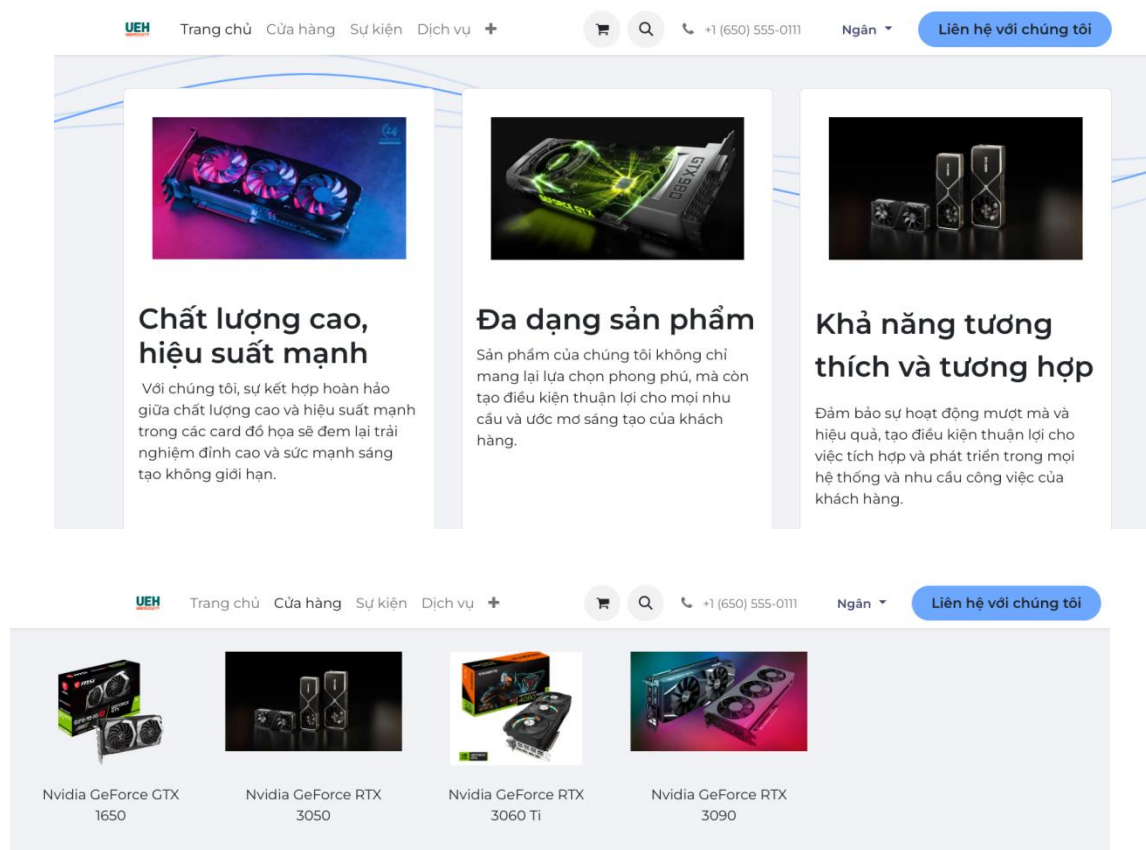 UEH
UNIVERSITY
Trang chủ Cửa hàng Sự kiện Dịch vụ
+1 (650) 555-0111
Ngân
Liên hệ với chúng tôi
GTX 980
GEFORCE GTX
Chất lượng cao,
hiệu suất mạnh
Với chúng tôi, sự kết hợp hoàn hảo
giữa chất lượng cao và hiệu suất mạnh
trong các card đồ họa sẽ đem lại trải
nghiệm đỉnh cao và sức mạnh sáng
tạo không giới hạn.
Đa dạng sản phẩm
Sản phẩm của chúng tôi không chỉ
mang lại lựa chọn phong phú, mà còn
tạo điều kiện thuận lợi cho mọi nhu
cầu và ước mơ sáng tạo của khách
hàng.
Khả năng tương
thích và tương hợp
Đảm bảo sự hoạt động mượt mà và
hiệu quả, tạo điều kiện thuận lợi cho
việc tích hợp và phát triển trong mọi
hệ thống và nhu cầu công việc của
khách hàng.
UEH
UNIVERSITY
Trang chủ Cửa hàng Sự kiện Dịch vụ
+1 (650) 555-0111
Ngân
Liên hệ với chúng tôi
msi
Nvidia GeForce GTX
1650
Nvidia GeForce RTX
3050
Nvidia GeForce RTX
3060 Ti
Nvidia GeForce RTX
3090